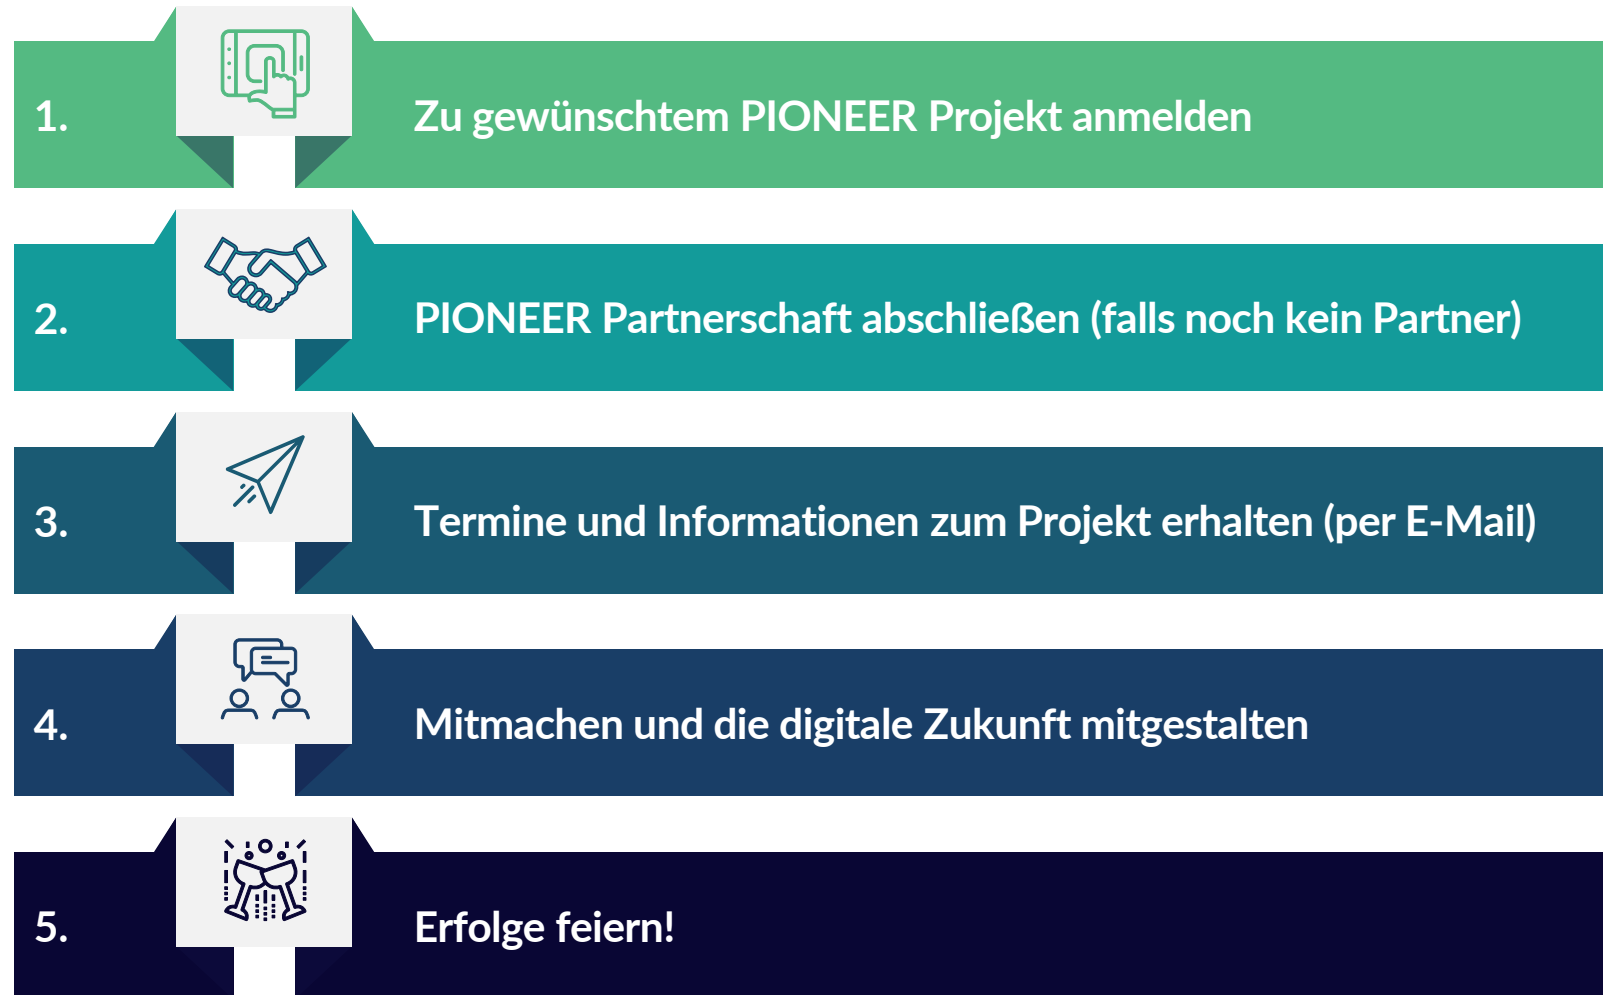 1. Zu gewünschtem PIONEER Projekt anmelden
2. PIONEER Partnerschaft abschließen (falls noch kein Partner)
3. Termine und Informationen zum Projekt erhalten (per E-Mail)
4. Mitmachen und die digitale Zukunft mitgestalten
5. Erfolge feiern!